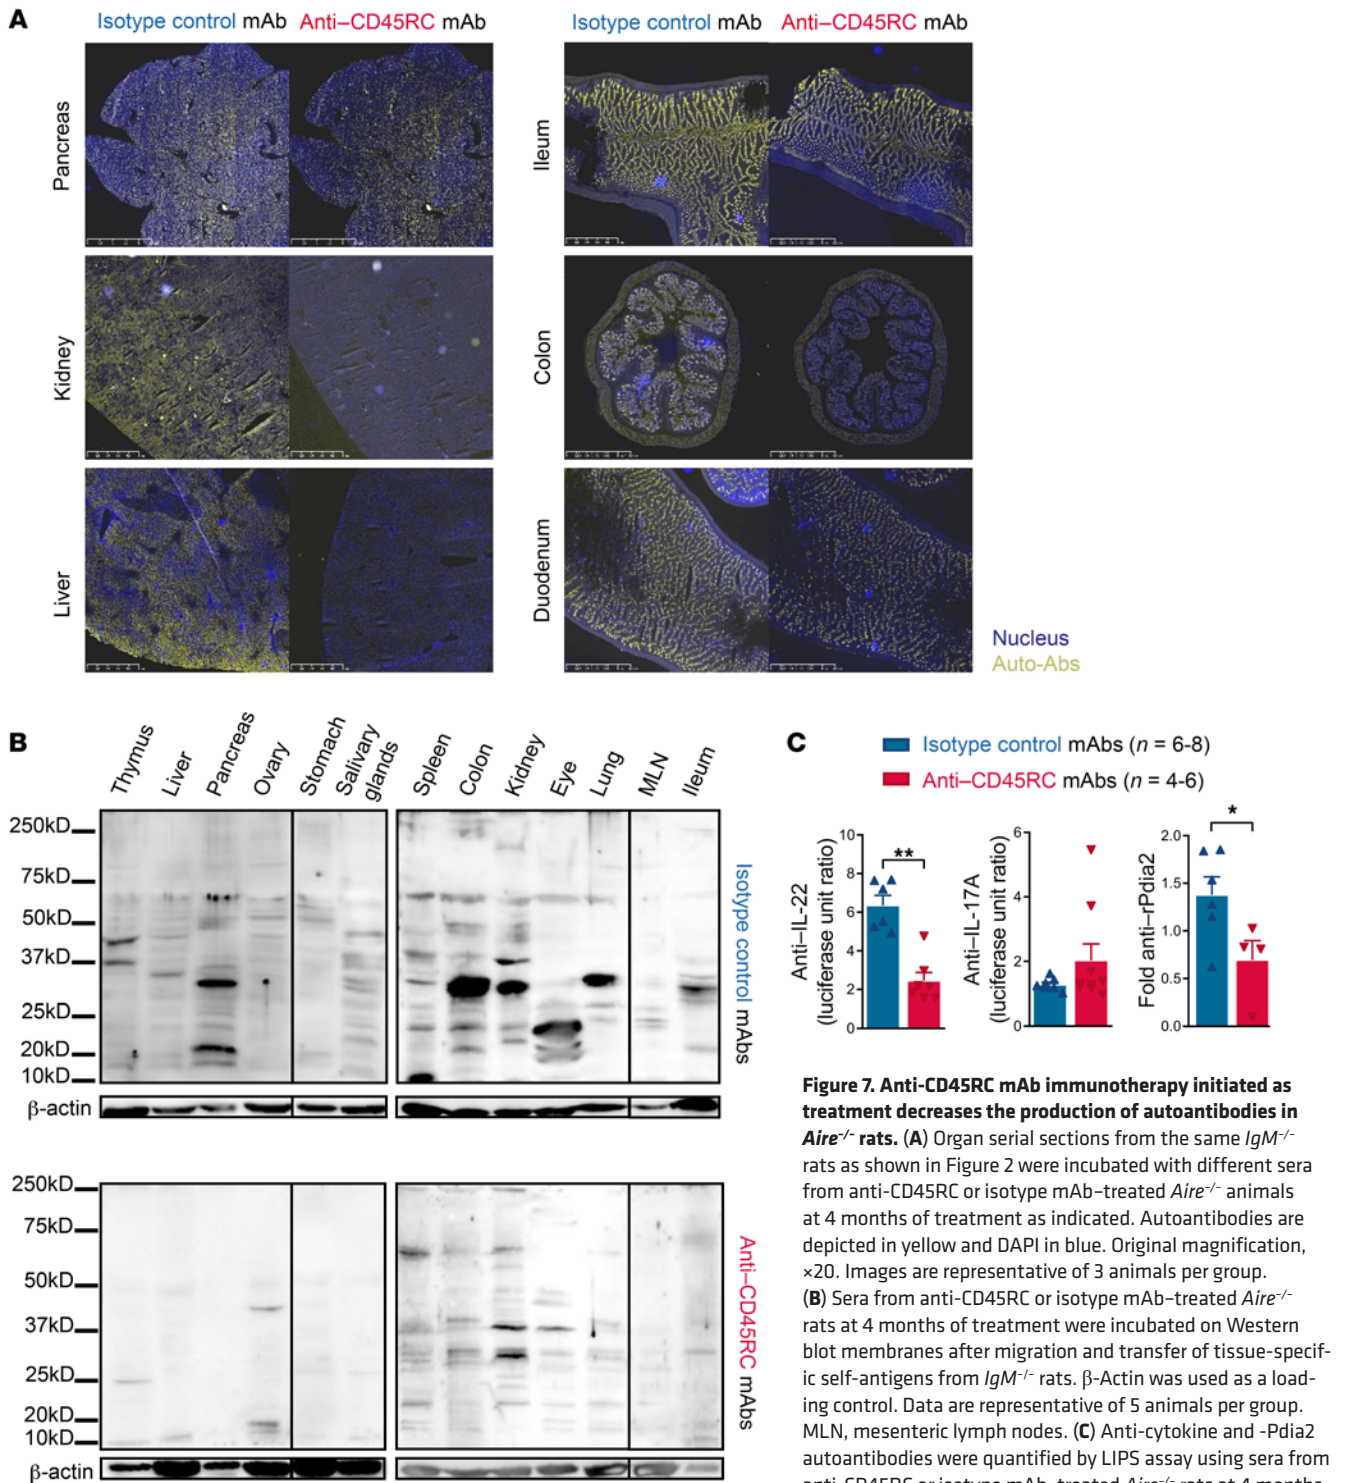 A
Isotype control mAb Anti–CD45RC mAb
Isotype control mAb Anti–CD45RC mAb
Pancreas
Ileum
Kidney
Colon
Liver
Duodenum
Nucleus
Auto-Abs
B
Thymus
Liver
Pancreas
Ovary
Stomach
Salivary
glands
Spleen
Colon
Kidney
Eye
Lung
MLN
Ileum
250kD
75kD
50kD
37kD
25kD
20kD
10kD
β-actin
Isotype control mAbs
250kD
75kD
50kD
37kD
25kD
20kD
10kD
β-actin
Anti–CD45RC mAbs
C
Isotype control mAbs (n = 6-8)
Anti–CD45RC mAbs (n = 4-6)
Anti–IL-22
(luciferase unit ratio)
10
8
6
4
2
0
**
Anti–IL-17A
(luciferase unit ratio)
6
4
2
0
Fold anti–rPdia2
2.0
1.5
1.0
0.5
0.0
*
Figure 7. Anti-CD45RC mAb immunotherapy initiated as
treatment decreases the production of autoantibodies in
Aire–/– rats. (A) Organ serial sections from the same IgM–/–
rats as shown in Figure 2 were incubated with different sera
from anti-CD45RC or isotype mAb–treated Aire–/– animals
at 4 months of treatment as indicated. Autoantibodies are
depicted in yellow and DAPI in blue. Original magnification,
×20. Images are representative of 3 animals per group.
(B) Sera from anti-CD45RC or isotype mAb–treated Aire–/–
rats at 4 months of treatment were incubated on Western
blot membranes after migration and transfer of tissue-specif-
ic self-antigens from IgM–/– rats. β-Actin was used as a load-
ing control. Data are representative of 5 animals per group.
MLN, mesenteric lymph nodes. (C) Anti-cytokine and -Pdia2
autoantibodies were quantified by LIPS assay using sera from
anti-CD45RC or isotype mAb–treated Aire–/– rats at 4 months